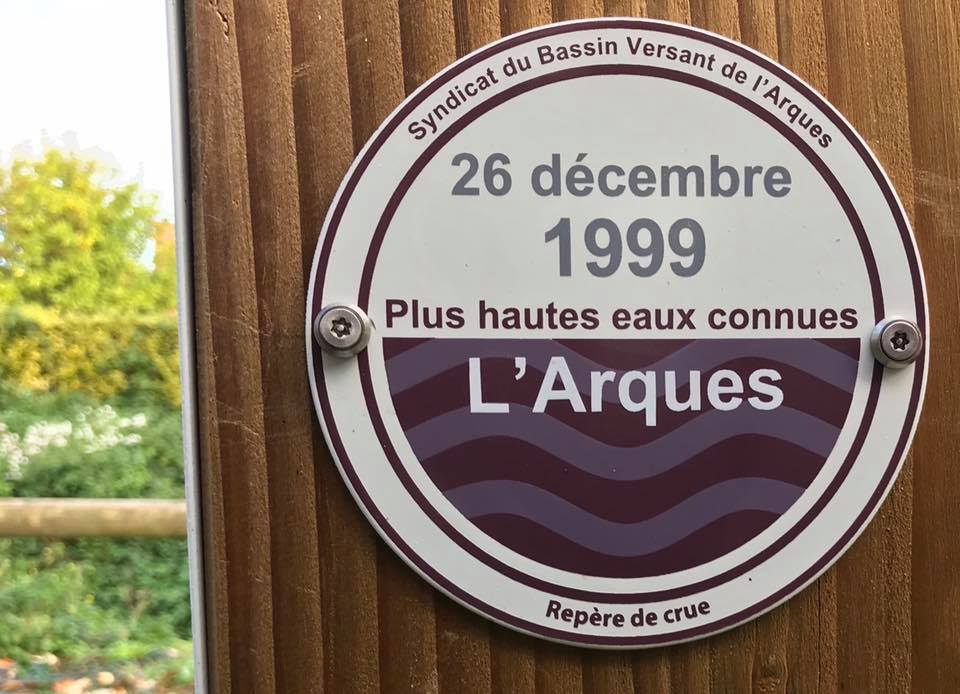 Syndicat du Bassin Versant de l'Arques
26 décembre
1999
Plus hautes eaux connues
L'Arques
Repère de crue